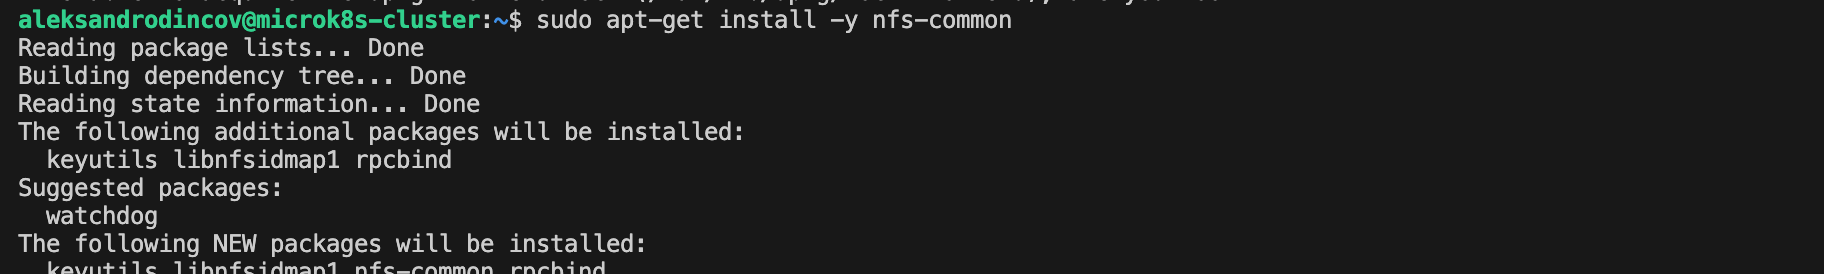 aleksandrodincov@microk8s-cluster:~$ sudo apt-get install -y nfs-common
Reading package lists... Done
Building dependency tree... Done
Reading state information... Done
The following additional packages will be installed:
  keyutils libnfsidmap1 rpcbind
Suggested packages:
  watchdog
The following NEW packages will be installed:
  keyutils libnfsidmap1 nfs-common rpcbind